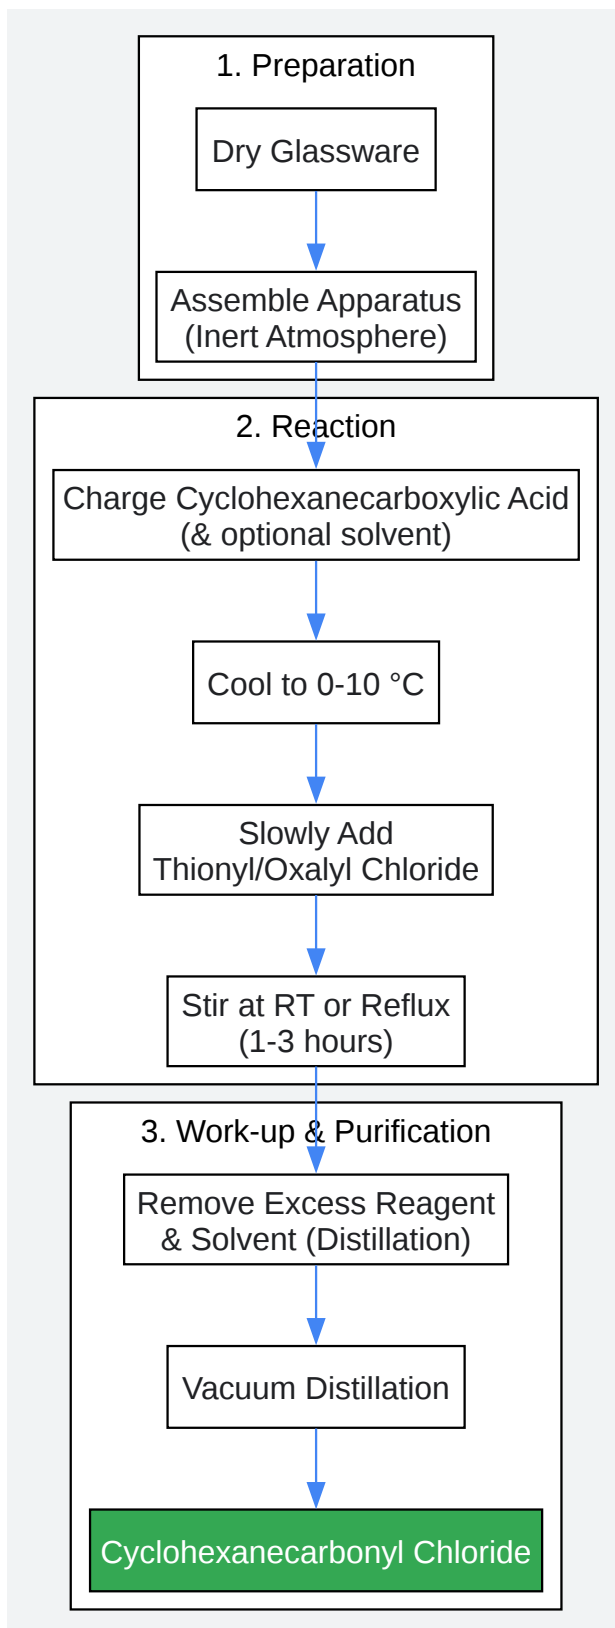 1. Preparation
Dry Glassware
Assemble Apparatus
(Inert Atmosphere)
2. Reaction
Charge Cyclohexanecarboxylic Acid
(& optional solvent)
Cool to 0-10 °C
Slowly Add
Thionyl/Oxalyl Chloride
Stir at RT or Reflux
(1-3 hours)
3. Work-up & Purification
Remove Excess Reagent
& Solvent (Distillation)
Vacuum Distillation
Cyclohexanecarbonyl Chloride